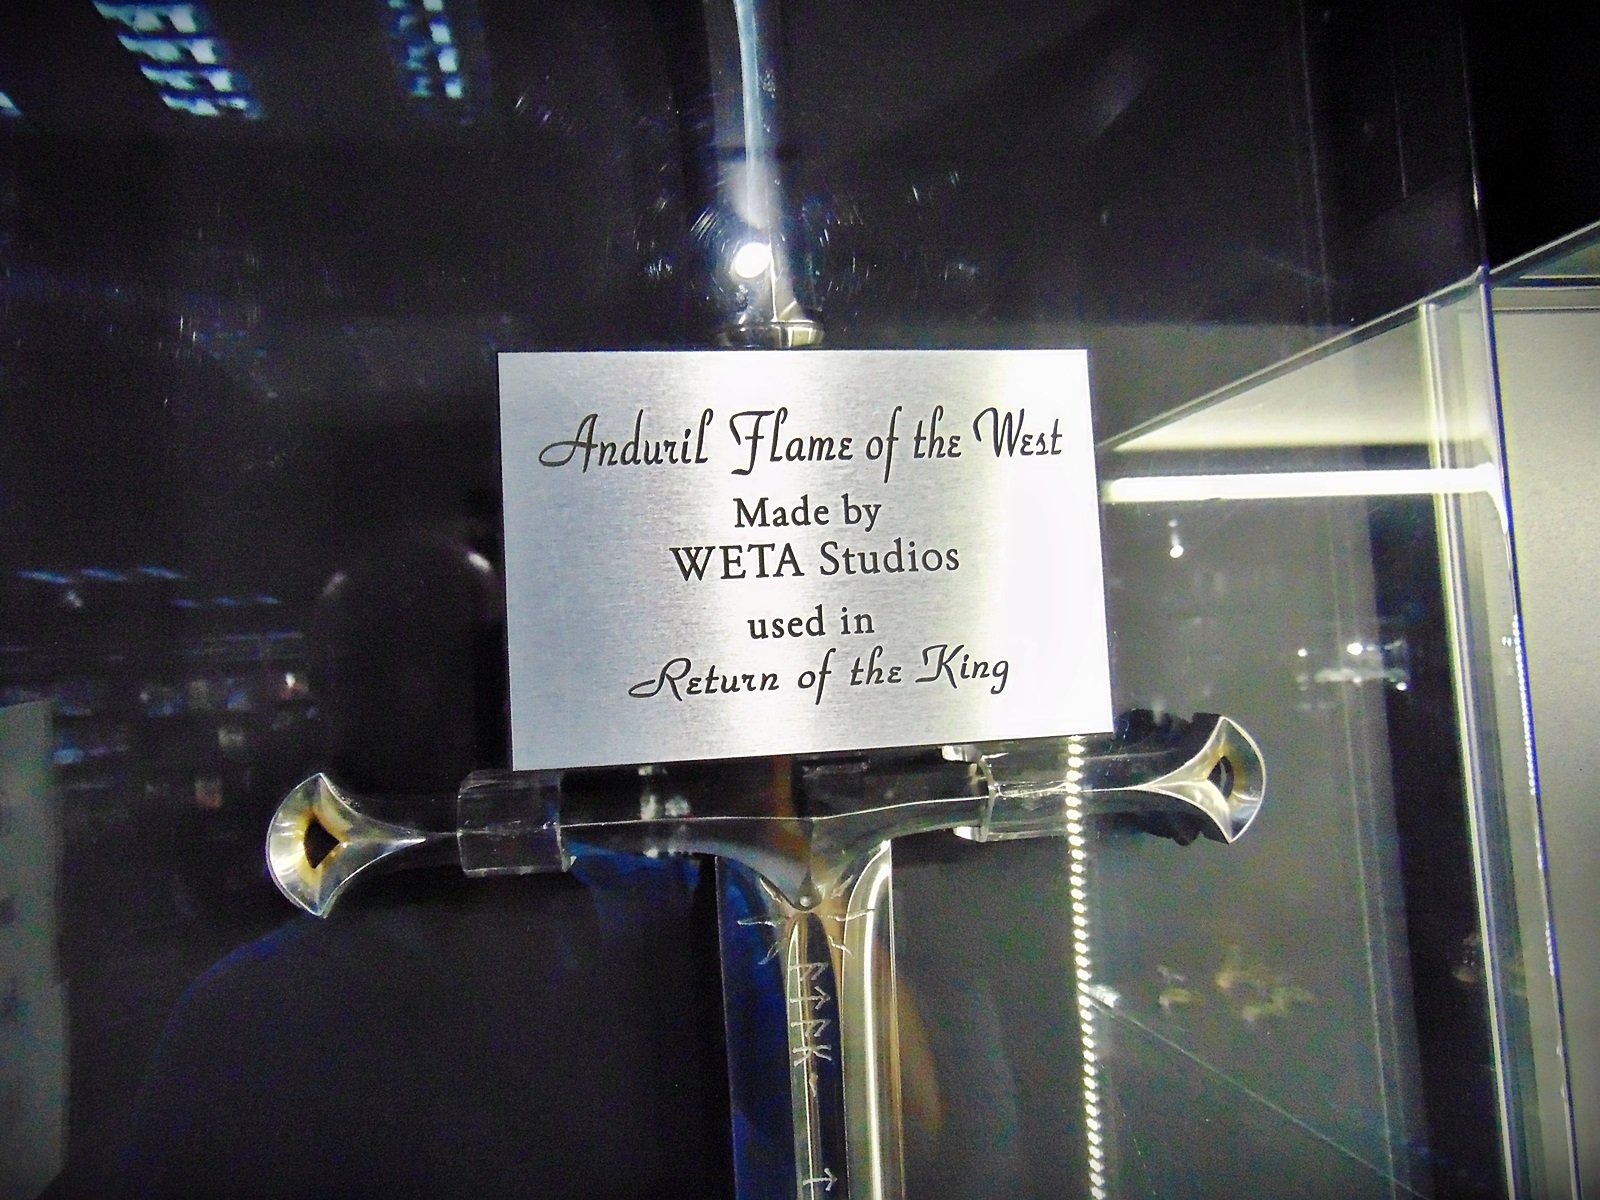 Anduril Flame of the West
Made by
WETA Studios
used in
Return of the King